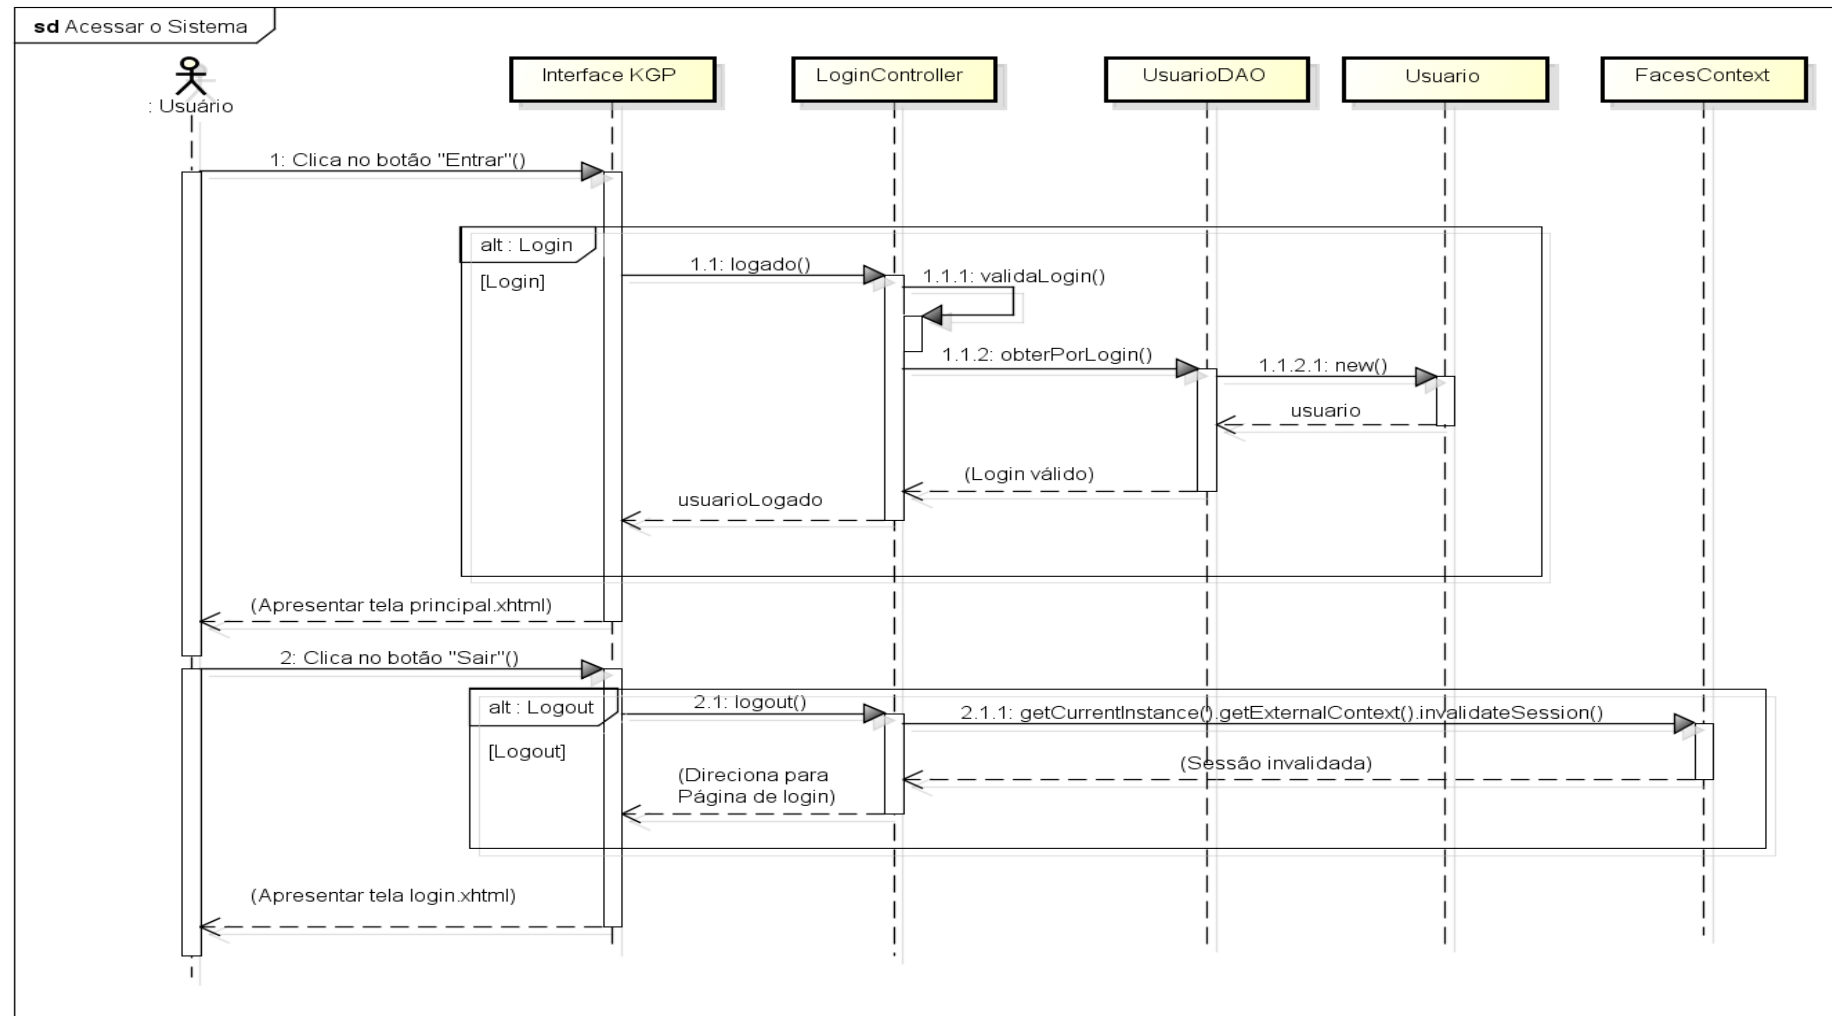 sd Acessar o Sistema
: Usuário
Interface KGP
LoginController
UsuarioDAO
Usuario
FacesContext
1: Clica no botão "Entrar"()
alt : Login
[Login]
1.1: logado()
1.1.1: validaLogin()
1.1.2: obterPorLogin()
1.1.2.1: new()
usuario
(Login válido)
usuarioLogado
(Apresentar tela principal.xhtml)
2: Clica no botão "Sair"()
alt : Logout
[Logout]
2.1: logout()
2.1.1: getCurrentInstance().getExternalContext().invalidateSession()
(Sessão invalidada)
(Direciona para
Página de login)
(Apresentar tela login.xhtml)